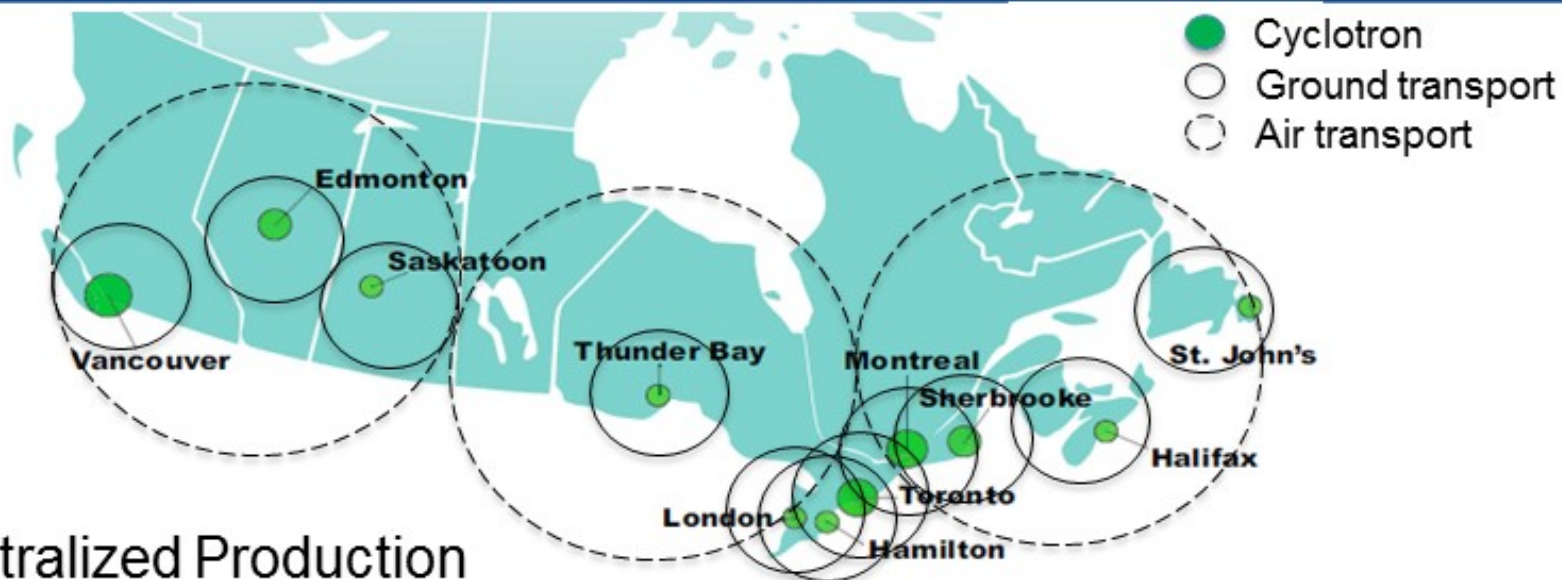 Cyclotron
Ground transport
Air transport
Edmonton
Saskatoon
Vancouver
Thunder Bay
Montreal
Sherbrooke
St. John's
Halifax
Toronto
London
Hamilton
tralized Production